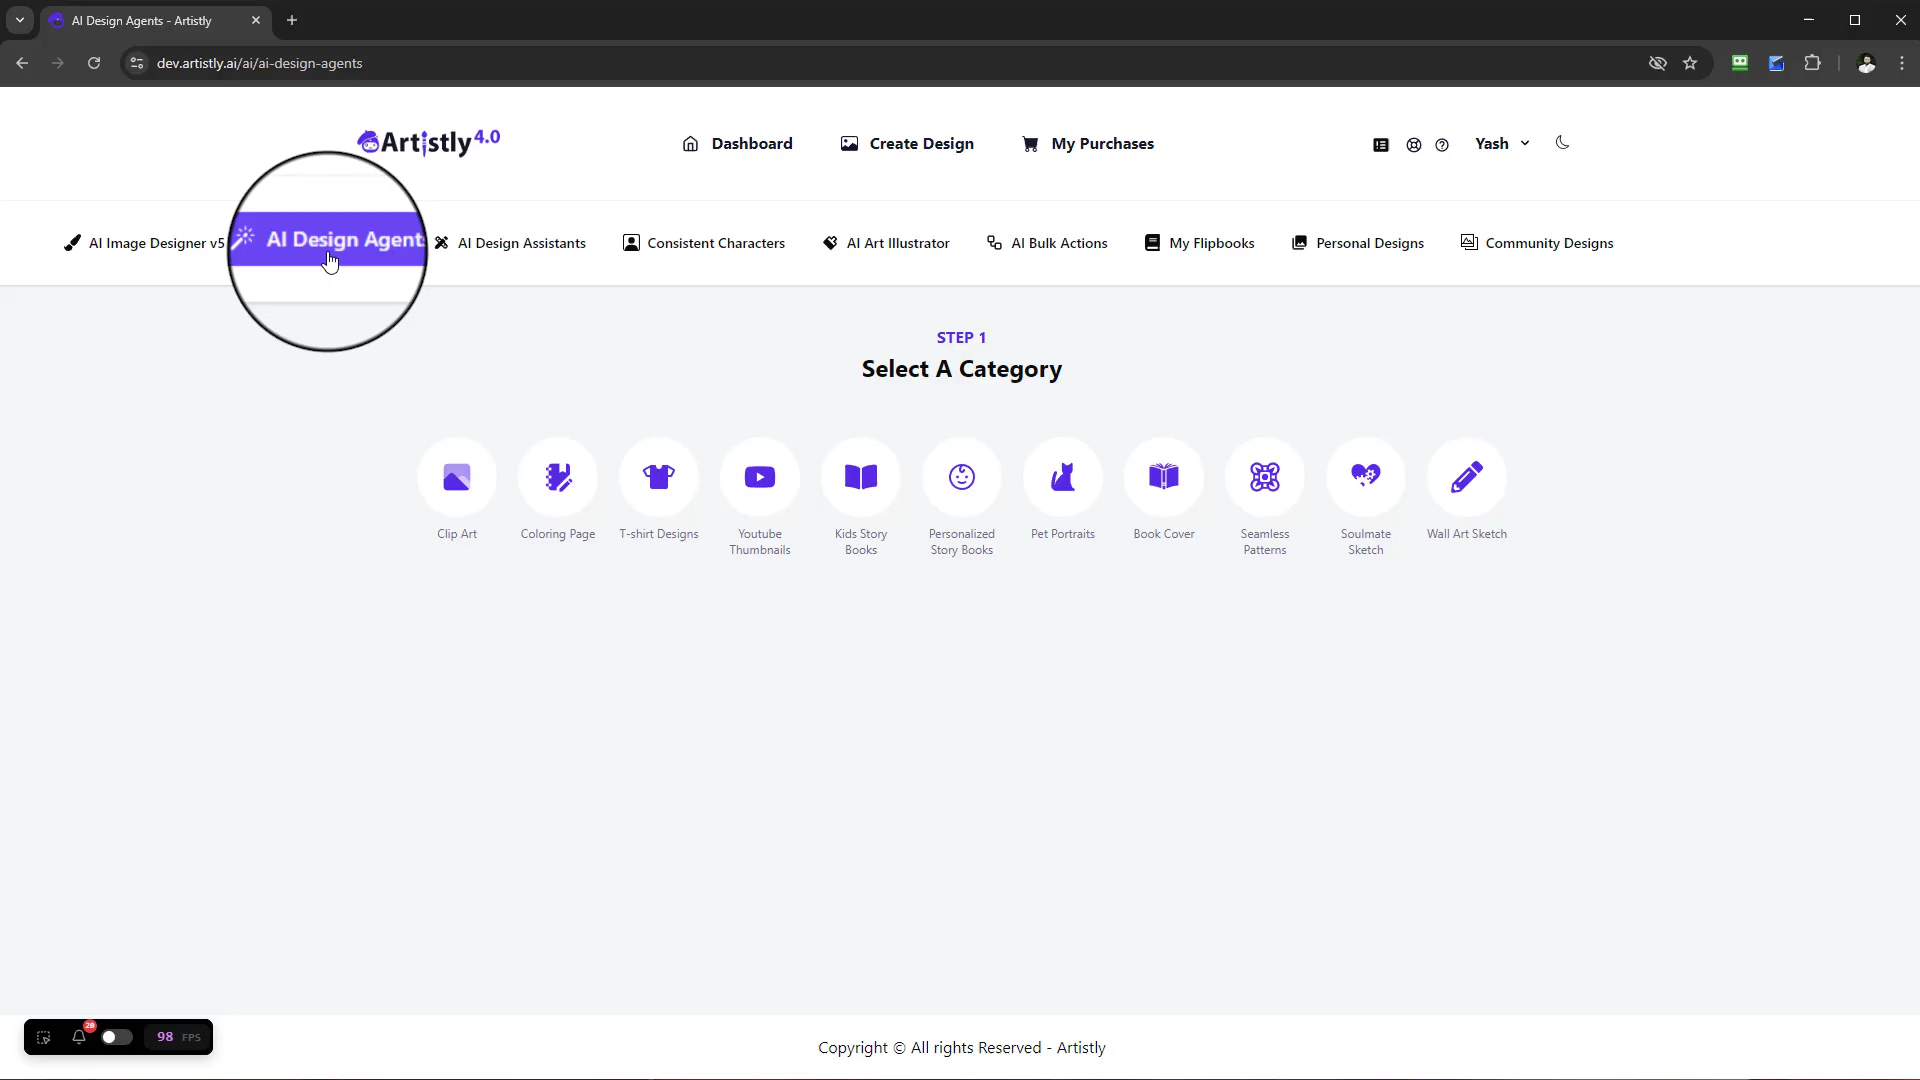 AI Design Agents - Artistly
dev.artistly.ai/ai/ai-design-agents
Artistly 4.0
Dashboard
Create Design
My Purchases
Yash
AI Image Designer v5
AI Design Agent
AI Design Assistants
Consistent Characters
AI Art Illustrator
AI Bulk Actions
My Flipbooks
Personal Designs
Community Designs
STEP 1
Select A Category
Clip Art
Coloring Page
T-shirt Designs
Youtube
Thumbnails
Kids Story
Books
Personalized
Story Books
Pet Portraits
Book Cover
Seamless
Patterns
Soulmate
Sketch
Wall Art Sketch
28
98 FPS
Copyright © All rights Reserved - Artistly